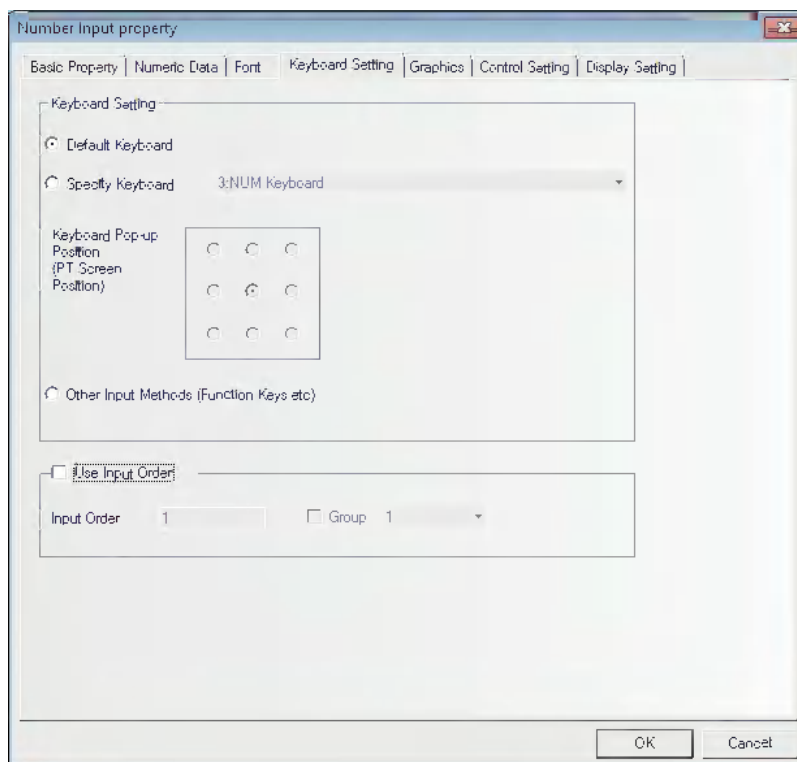 Number Input property
Basic Property Numeric Data Font Keyboard Setting Graphics Control Setting Display Setting
Keyboard Setting
Default Keyboard
Specify Keyboard 3:NUM Keyboard
Keyboard Pop-up
Position
(PT Screen
Position)
Other Input Methods (Function Keys etc)
Use Input Order
Input Order 1 Group 1
OK Cancel